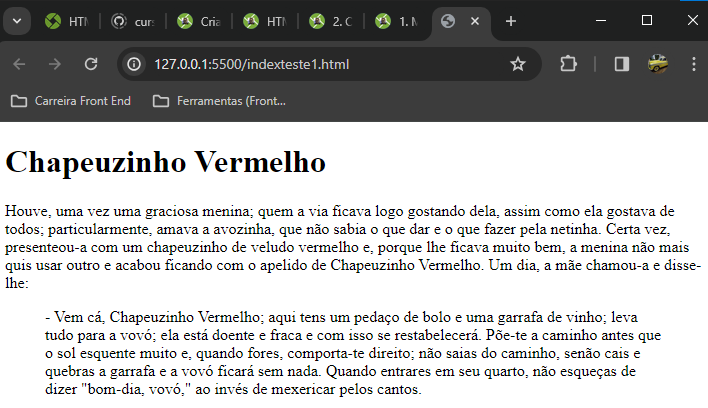 HTM
curs
Cria
HTM
2. C
1. M
127.0.0.1:5500/indexteste1.html
Carreira Front End
Ferramentas (Front...
Chapeuzinho Vermelho
Houve, uma vez uma graciosa menina; quem a via ficava logo gostando dela, assim como ela gostava de
todos; particularmente, amava a avozinha, que não sabia o que dar e o que fazer pela netinha. Certa vez,
presenteou-a com um chapeuzinho de veludo vermelho e, porque lhe ficava muito bem, a menina não mais
quis usar outro e acabou ficando com o apelido de Chapeuzinho Vermelho. Um dia, a mãe chamou-a e disse-
lhe:
- Vem cá, Chapeuzinho Vermelho; aqui tens um pedaço de bolo e uma garrafa de vinho; leva
tudo para a vovó; ela está doente e fraca e com isso se restabelecerá. Põe-te a caminho antes que
o sol esquente muito e, quando fores, comporta-te direito; não saias do caminho, senão cais e
quebras a garrafa e a vovó ficará sem nada. Quando entrares em seu quarto, não esqueças de
dizer "bom-dia, vovó," ao invés de mexericar pelos cantos.